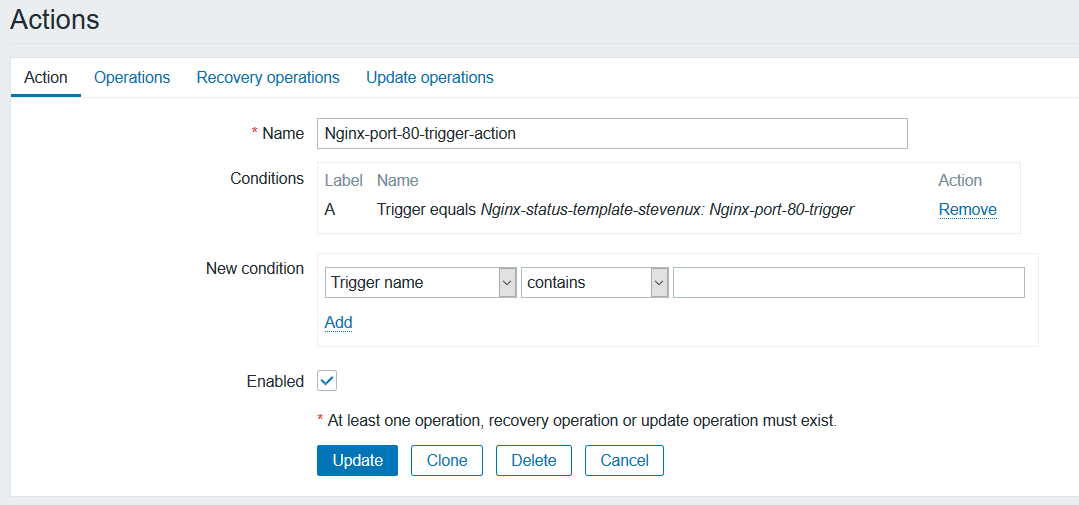 Actions
Action Operations Recovery operations Update operations
* Name Nginx-port-80-trigger-action
Conditions Label Name Action
A Trigger equals Nginx-status-template-stevenux: Nginx-port-80-trigger Remove
New condition
Trigger name contains
Add
Enabled
* At least one operation, recovery operation or update operation must exist.
Update Clone Delete Cancel